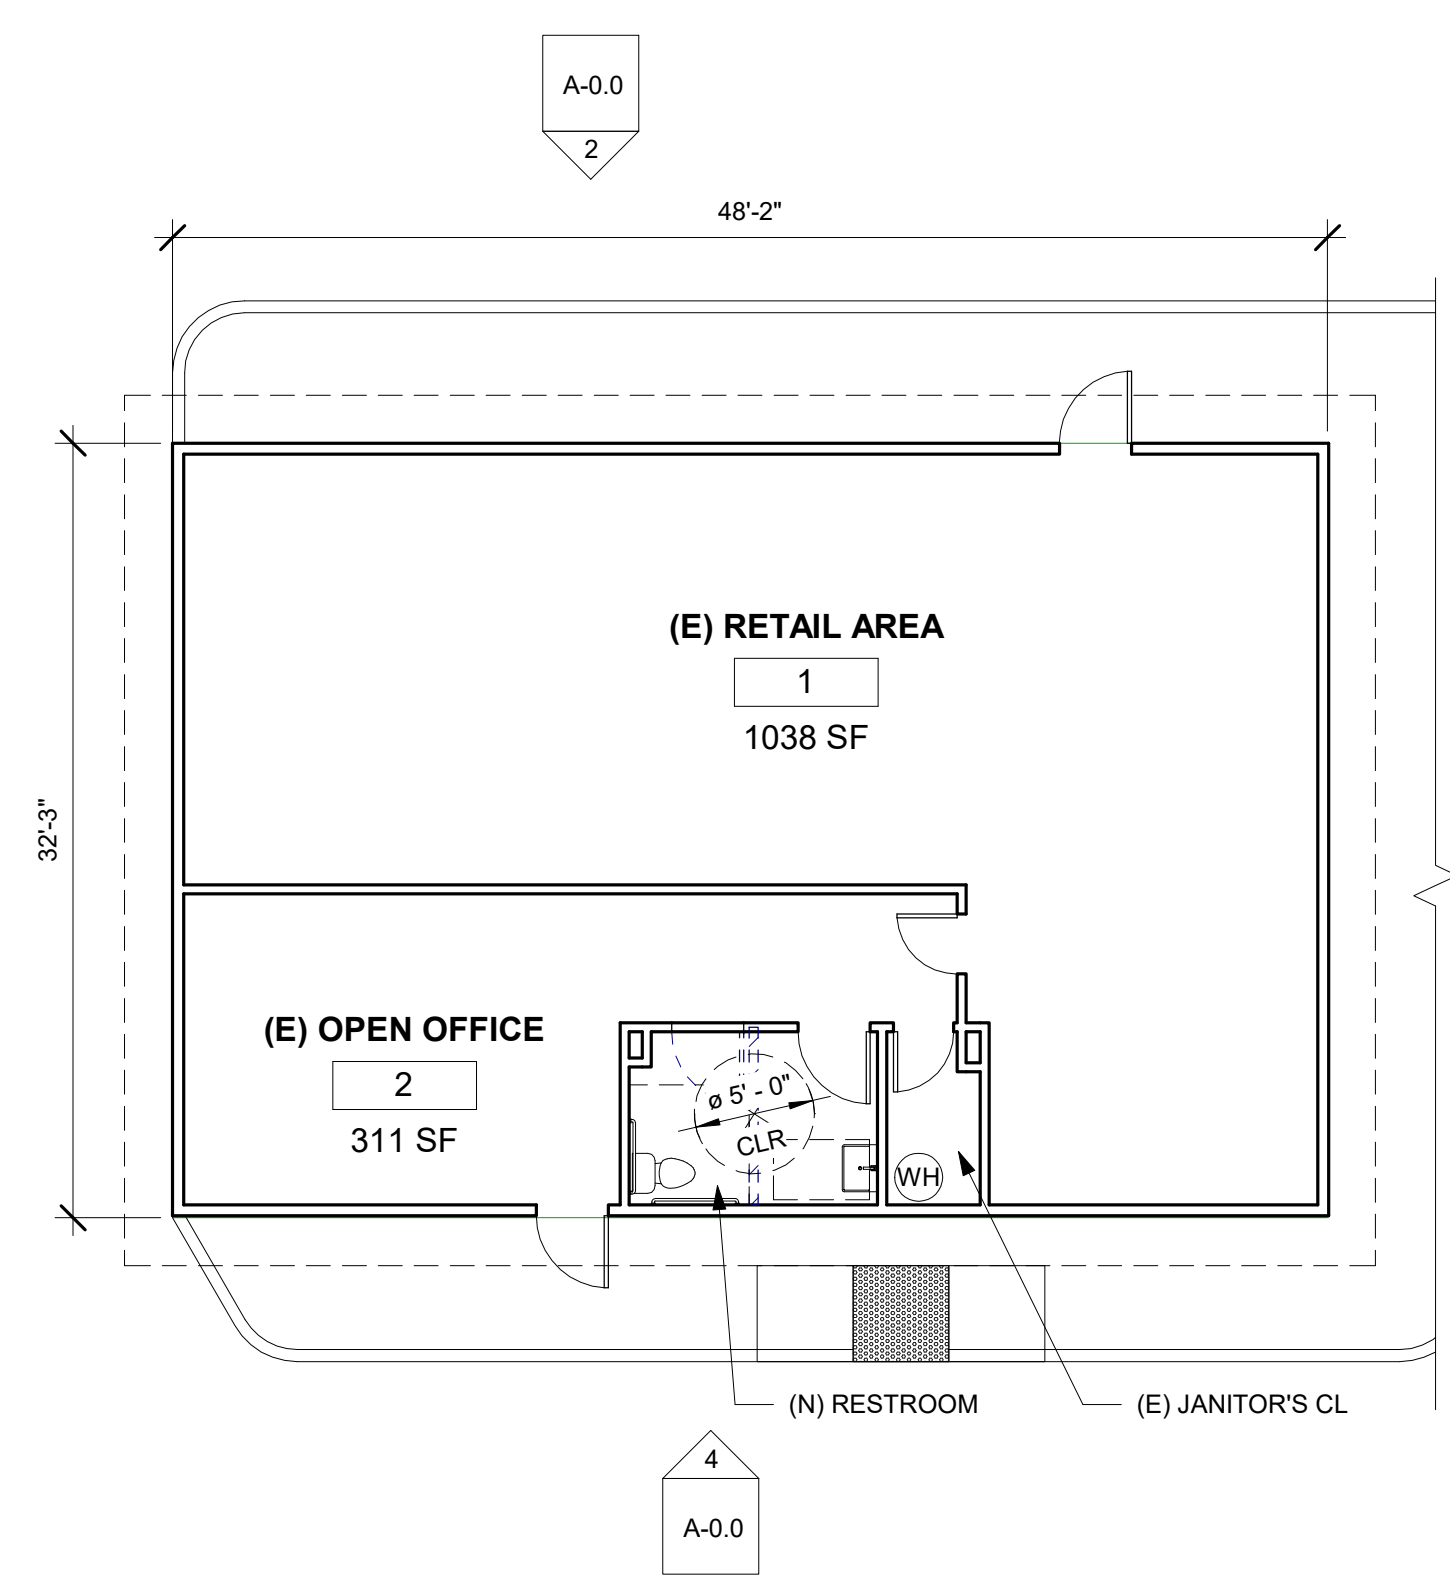 A-0.0
2
48'-2"
32'-3"
(E) RETAIL AREA
1
1038 SF
(E) OPEN OFFICE
2
311 SF
ø 5' - 0"
CLR
WH
(N) RESTROOM
(E) JANITOR'S CL
4
A-0.0